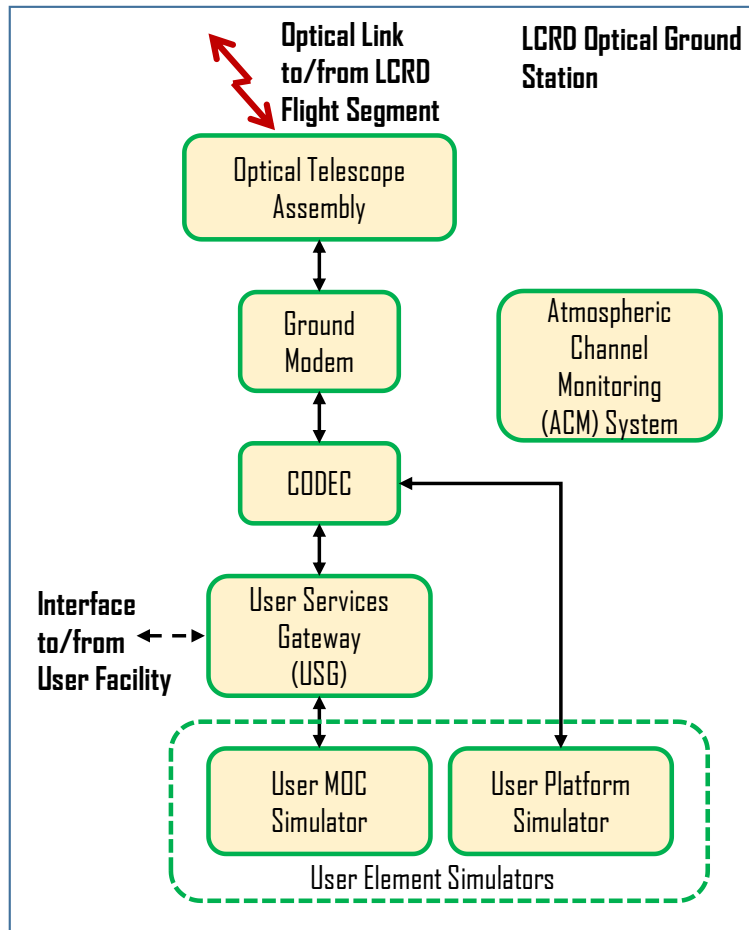 Optical Link
to/from LCRD
Flight Segment
LCRD Optical Ground
Station
Optical Telescope
Assembly
Ground
Modem
Atmospheric
Channel
Monitoring
(ACM) System
CODEC
Interface
to/from
User Facility
User Services
Gateway
(USG)
User MOC
Simulator
User Platform
Simulator
User Element Simulators